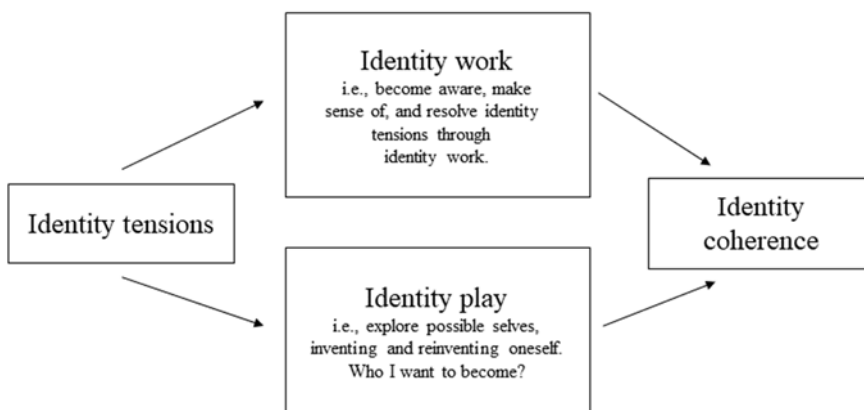 Identity work
i.e., become aware, make
sense of, and resolve identity
tensions through
identity work.
Identity tensions
Identity
coherence
Identity play
i.e., explore possible selves,
inventing and reinventing oneself.
Who I want to become?